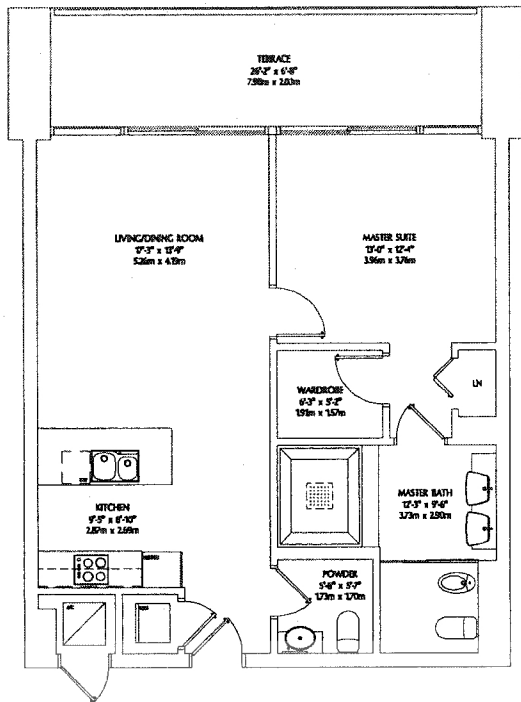 TERRACE
26'-2" x 6'-8"
7.98m x 2.03m
LIVING/DINING ROOM
17'-3" x 13'-9"
5.26m x 4.19m
MASTER SUITE
13'-0" x 12'-4"
3.96m x 3.76m
WARDROBE
6'-3" x 5'-2"
1.91m x 1.57m
LN
KITCHEN
9'-5" x 8'-10"
2.87m x 2.69m
MASTER BATH
12'-3" x 9'-6"
3.73m x 2.90m
POWDER
5'-8" x 5'-7"
1.73m x 1.70m
A/C